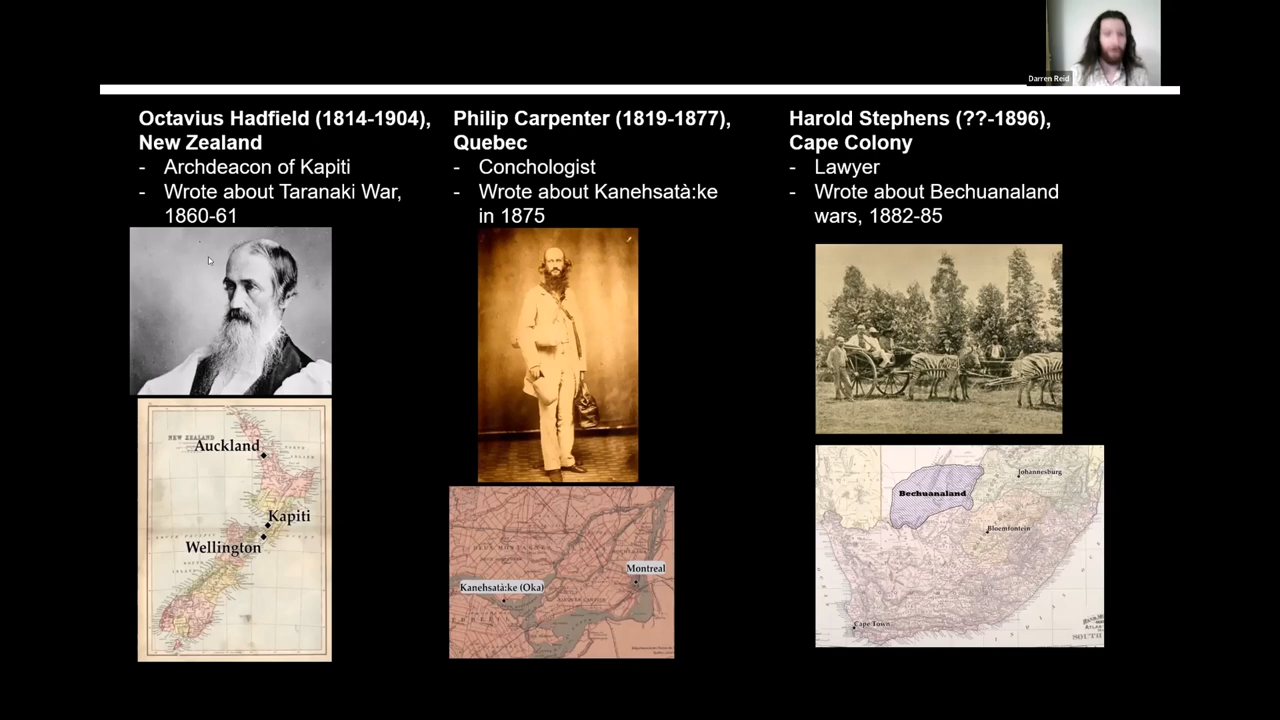 Darren Reid
Octavius Hadfield (1814-1904),
New Zealand
- Archdeacon of Kapiti
- Wrote about Taranaki War,
1860-61
Philip Carpenter (1819-1877),
Quebec
- Conchologist
- Wrote about Kanehsatà:ke
in 1875
Harold Stephens (??-1896),
Cape Colony
- Lawyer
- Wrote about Bechuanaland
wars, 1882-85
NEW ZEALAND
Auckland
Kapiti
Wellington
Kanehsatà:ke (Oka)
Montreal
Bechuanaland
Johannesburg
Bloemfontein
Cape Town
SOUTH